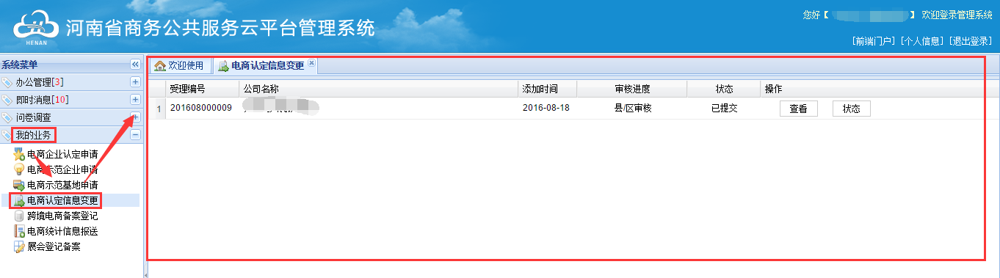 HENAN
河南省商务公共服务云平台管理系统
您好【 】 欢迎登录管理系统
[前端门户] [个人信息] [退出登录]
系统菜单
办公管理[3]
即时消息[10]
问卷调查
我的业务
电商企业认定申请
电商示范企业申请
电商示范基地申请
电商认定信息变更
跨境电商备案登记
电商统计信息报送
展会登记备案
欢迎使用 电商认定信息变更
受理编号 公司名称 添加时间 审核进度 状态 操作
1 201608000009 2016-08-18 县/区审核 已提交 查看 状态